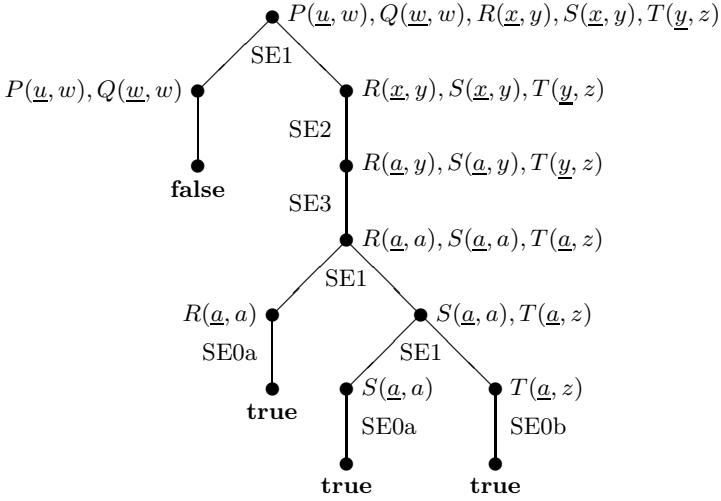 P(u, w), Q(w, w), R(x, y), S(x, y), T(y, z)
SE1
P(u, w), Q(w, w)
R(x, y), S(x, y), T(y, z)
SE2
R(a, y), S(a, y), T(y, z)
false
SE3
R(a, a), S(a, a), T(a, z)
SE1
R(a, a)
S(a, a), T(a, z)
SE0a
SE1
S(a, a)
T(a, z)
true
SE0a
SE0b
true
true